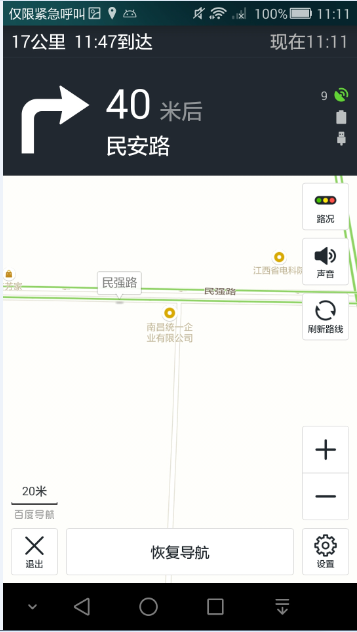 仅限紧急呼叫 100% 11:11
17公里 11:47到达 现在11:11
40 米后
民安路
9
路况
声音
刷新路线
江西省电科院
芳家
民强路
民强路
南昌统一企
业有限公司
20米
百度导航
退出
恢复导航
设置